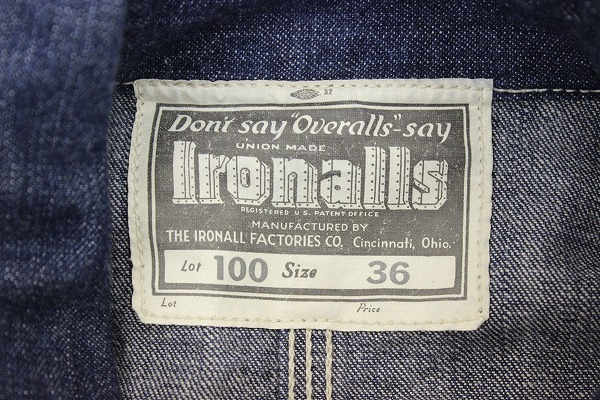 32
Don't say "Overalls"-say
UNION MADE
Ironalls
REGISTERED U.S. PATENT OFFICE
MANUFACTURED BY
THE IRONALL FACTORIES CO. Cincinnati, Ohio.
Lot 100 Size 36
Lot Price